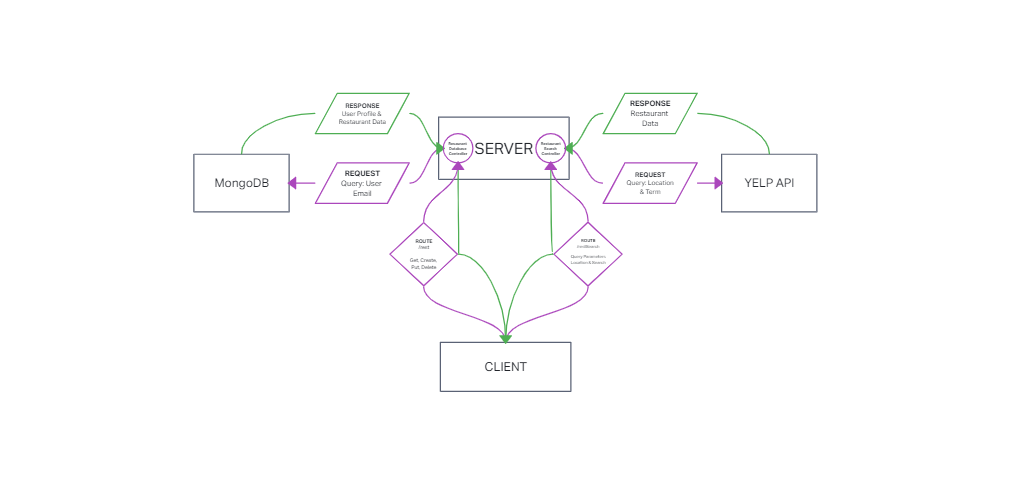 RESPONSE
User Profile &
Restaurant Data
RESPONSE
Restaurant
Data
Restaurant
Database
Controller
SERVER
Restaurant
Search
Controller
MongoDB
REQUEST
Query: User
Email
REQUEST
Query: Location
& Term
YELP API
ROUTE
/rest
Get, Create,
Put, Delete
ROUTE
Query Parameters
Location & Search
CLIENT